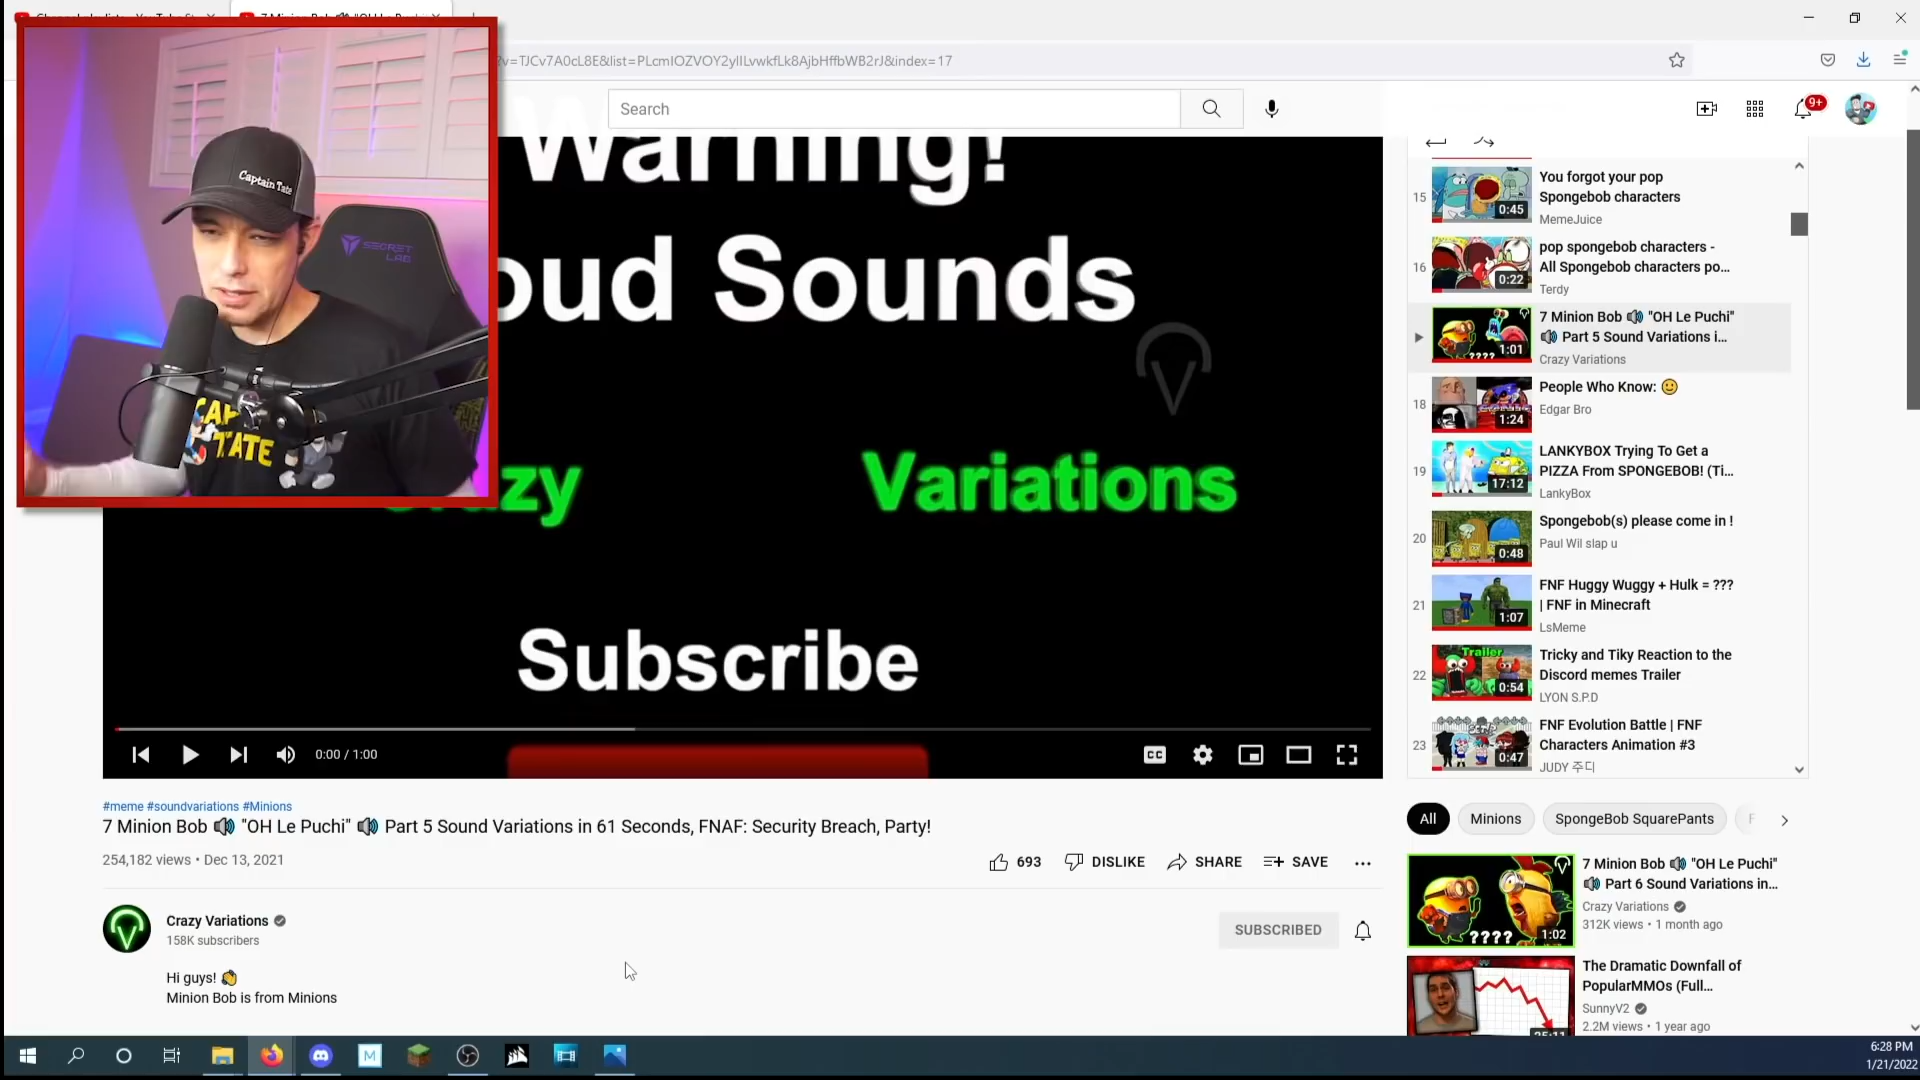 7 Minion Bob
v=TJCv7A0cL8E&list=PLcmIOZVOY2ylILvwkfLk8AjbHffbWB2rJ&index=17
Search
9+
Captain Tate
SECRET
LAB
CAP
TATE
Warning!
oud Sounds
zy
Variations
Subscribe
0:00 / 1:00
CC
15
0:45
You forgot your pop
Spongebob characters
MemeJuice
16
0:22
pop spongebob characters -
All Spongebob characters po...
Terdy
????
1:01
7 Minion Bob 🔊 "OH Le Puchi"
🔊 Part 5 Sound Variations i...
Crazy Variations
18
1:24
People Who Know: 🙂
Edgar Bro
19
17:12
LANKYBOX Trying To Get a
PIZZA From SPONGEBOB! (Ti...
LankyBox
20
0:48
Spongebob(s) please come in !
Paul Wil slap u
21
1:07
FNF Huggy Wuggy + Hulk = ???
| FNF in Minecraft
LsMeme
22
Trailer
0:54
Tricky and Tiky Reaction to the
Discord memes Trailer
LYON S.P.D
23
0:47
FNF Evolution Battle | FNF
Characters Animation #3
JUDY 주디
#meme #soundvariations #Minions
7 Minion Bob 🔊 "OH Le Puchi" 🔊 Part 5 Sound Variations in 61 Seconds, FNAF: Security Breach, Party!
254,182 views • Dec 13, 2021
693
DISLIKE
SHARE
SAVE
Crazy Variations
158K subscribers
SUBSCRIBED
Hi guys! 👋
Minion Bob is from Minions
All
Minions
SpongeBob SquarePants
F
????
1:02
7 Minion Bob 🔊 "OH Le Puchi"
🔊 Part 6 Sound Variations in...
Crazy Variations
312K views • 1 month ago
25:11
The Dramatic Downfall of
PopularMMOs (Full...
SunnyV2
2.2M views • 1 year ago
M
6:28 PM
1/21/2022